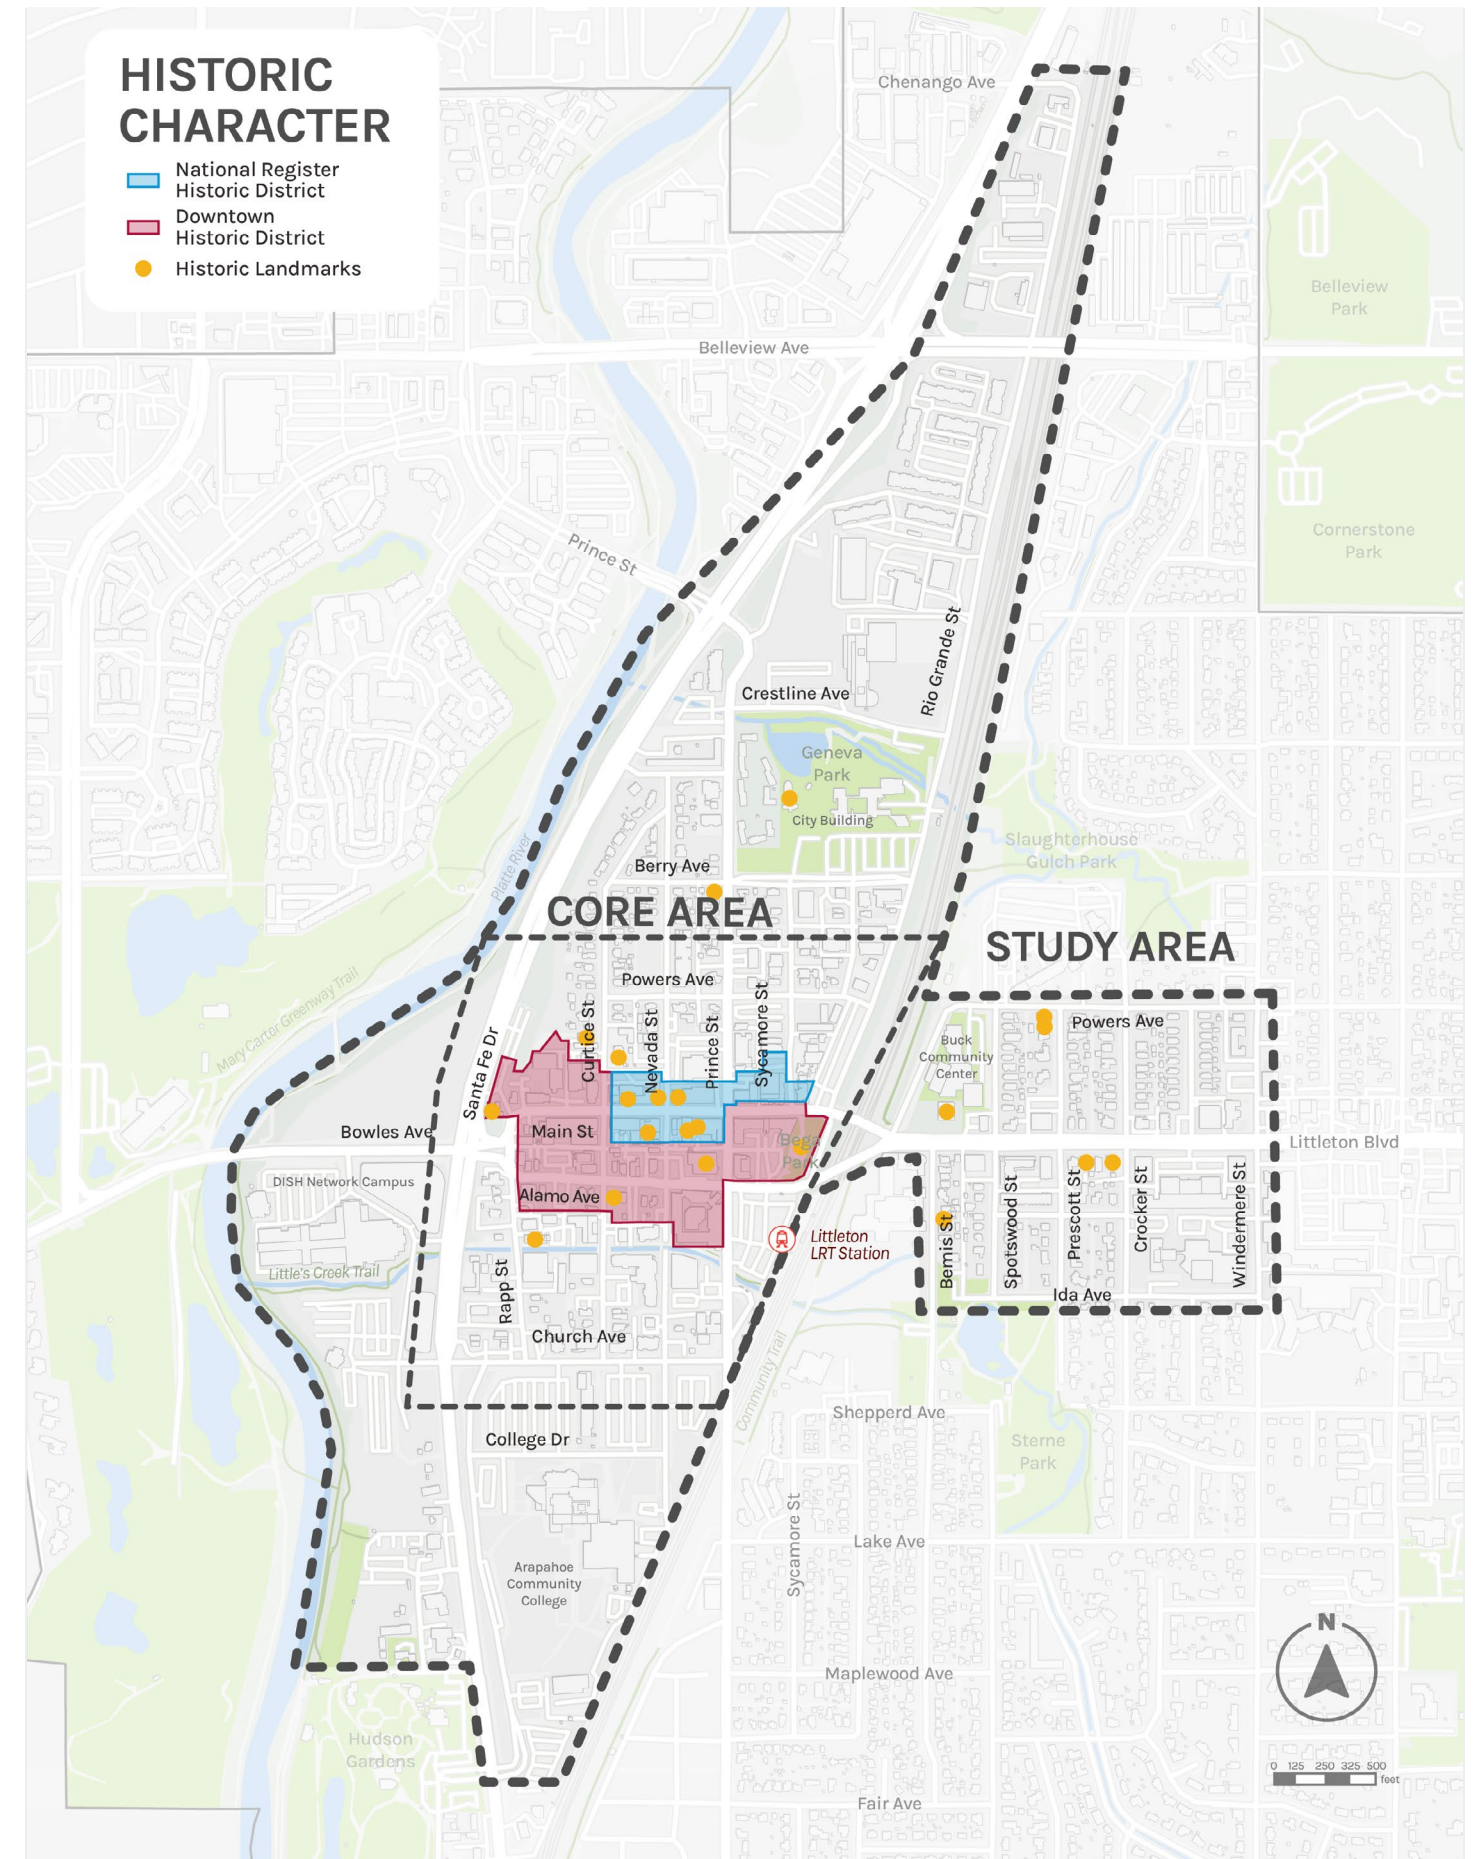 HISTORIC
CHARACTER
National Register
Historic District
Downtown
Historic District
Historic Landmarks
Chenango Ave
Belleview
Park
Belleview Ave
Cornerstone
Park
Prince St
Rio Grande St
Crestline Ave
Geneva
Park
City Building
Slaughterhouse
Gulch Park
Platte River
Berry Ave
CORE AREA
STUDY AREA
Powers Ave
Mary Carter Greenway Trail
Santa Fe Dr
Curtice St
Nevada St
Prince St
Sycamore St
Powers Ave
Buck
Community
Center
Bowles Ave
Main St
Bega
Park
Littleton Blvd
DISH Network Campus
Alamo Ave
Littleton
LRT Station
Bemis St
Spotswood St
Prescott St
Crocker St
Windermere St
Little's Creek Trail
Rapp St
Ida Ave
Church Ave
Community Trail
Shepperd Ave
College Dr
Sterne
Park
Sycamore St
Lake Ave
Arapahoe
Community
College
Maplewood Ave
N
Hudson
Gardens
0 125 250 325 500
feet
Fair Ave